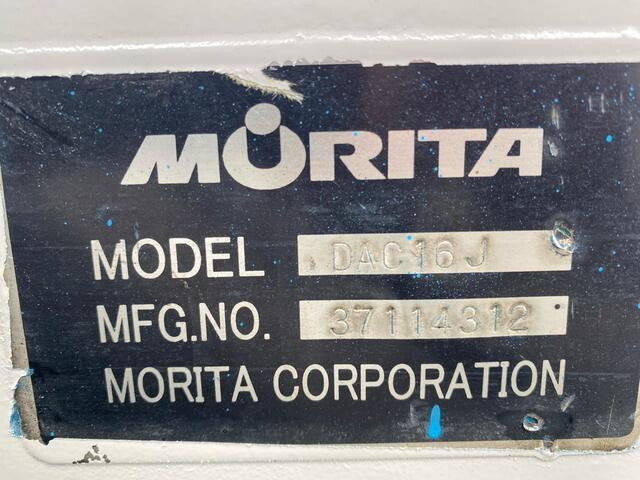 MORITA
MODEL DAC16J
MFG.NO. 37114312
MORITA CORPORATION